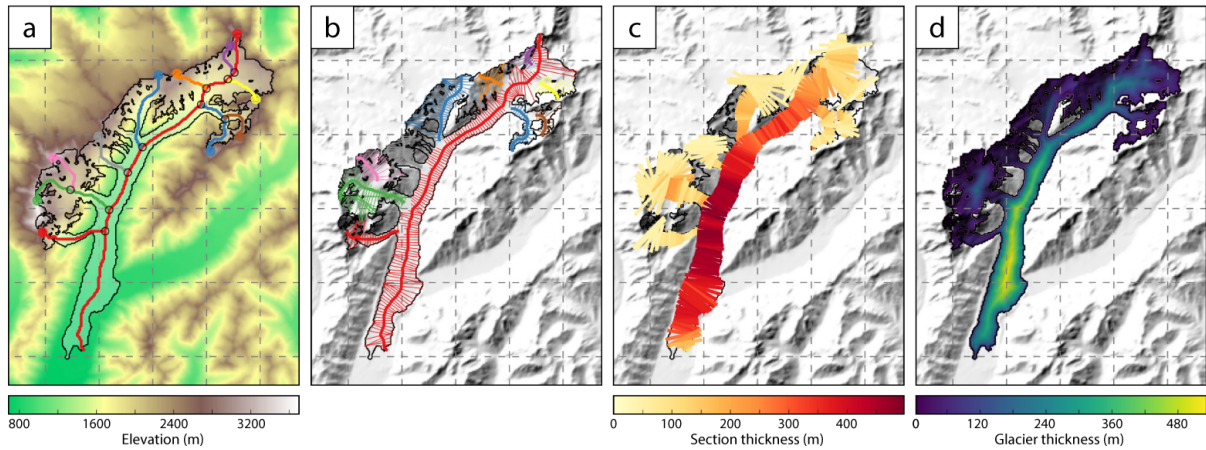 a
b
c
d
800 1600 2400 3200
Elevation (m)
0 100 200 300 400
Section thickness (m)
0 120 240 360 480
Glacier thickness (m)